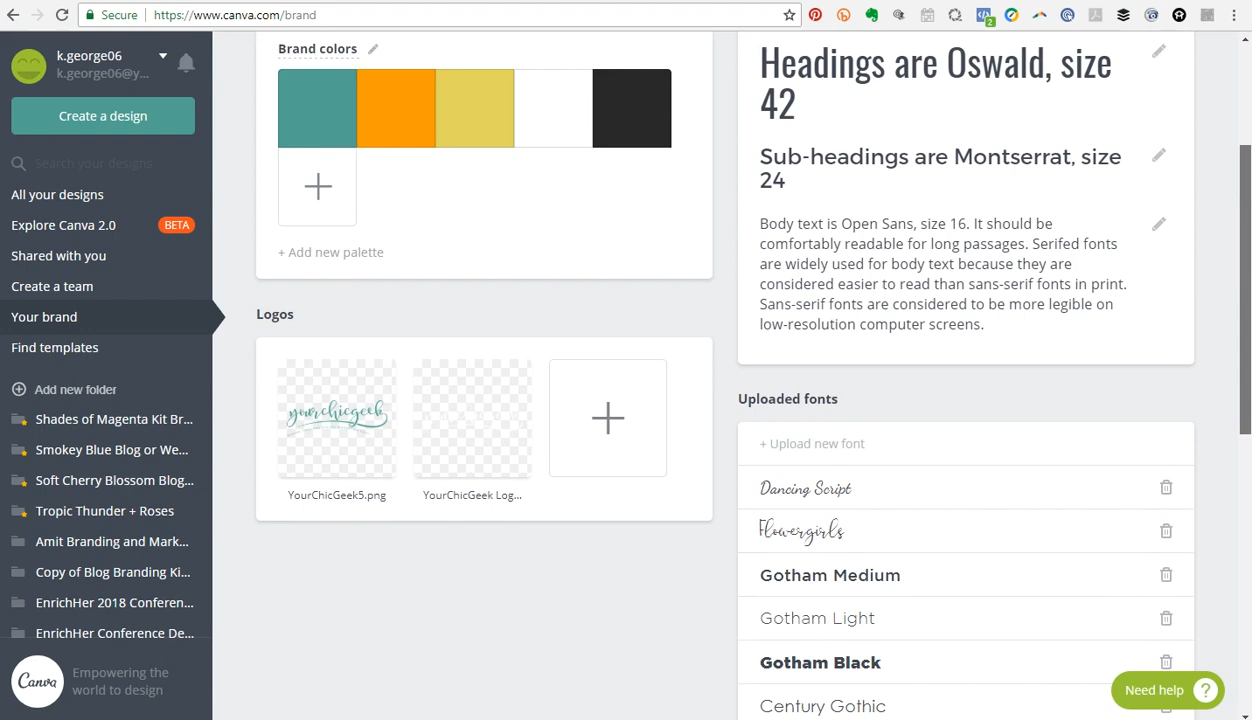 Secure
https://www.canva.com/brand
2
k.george06
k.george06@y...
Create a design
Search your designs
All your designs
Explore Canva 2.0
BETA
Shared with you
Create a team
Your brand
Find templates
Add new folder
Shades of Magenta Kit Br...
Smokey Blue Blog or We...
Soft Cherry Blossom Blog...
Tropic Thunder + Roses
Amit Branding and Mark...
Copy of Blog Branding Ki...
EnrichHer 2018 Conferen...
EnrichHer Conference De...
Canva
Empowering the
world to design
Brand colors
+ Add new palette
Logos
yourchicgeek
YourChicGeek5.png
YourChicGeek Log...
Headings are Oswald, size
42
Sub-headings are Montserrat, size
24
Body text is Open Sans, size 16. It should be
comfortably readable for long passages. Serifed fonts
are widely used for body text because they are
considered easier to read than sans-serif fonts in print.
Sans-serif fonts are considered to be more legible on
low-resolution computer screens.
Uploaded fonts
+ Upload new font
Dancing Script
Flowergirls
Gotham Medium
Gotham Light
Gotham Black
Century Gothic
Need help ?